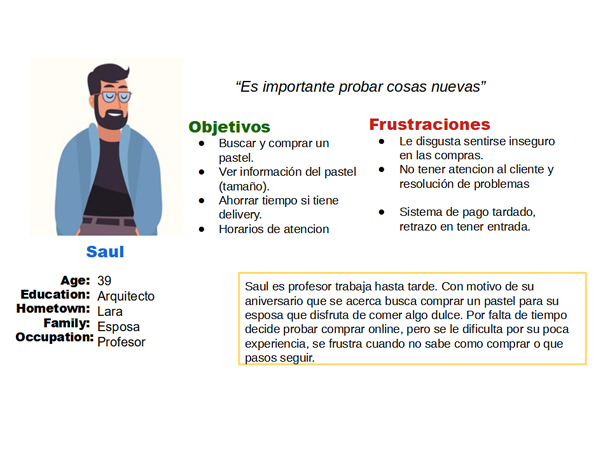 “Es importante probar cosas nuevas”
Objetivos
● Buscar y comprar un
pastel.
● Ver información del pastel
(tamaño).
● Ahorrar tiempo si tiene
delivery.
● Horarios de atencion
Frustraciones
● Le disgusta sentirse inseguro
en las compras.
● No tener atencion al cliente y
resolución de problemas
● Sistema de pago tardado,
retrazo en tener entrada.
Saul
Age: 39
Education: Arquitecto
Hometown: Lara
Family: Esposa
Occupation: Profesor
Saul es profesor trabaja hasta tarde. Con motivo de su
aniversario que se acerca busca comprar un pastel para su
esposa que disfruta de comer algo dulce. Por falta de tiempo
decide probar comprar online, pero se le dificulta por su poca
experiencia, se frustra cuando no sabe como comprar o que
pasos seguir.